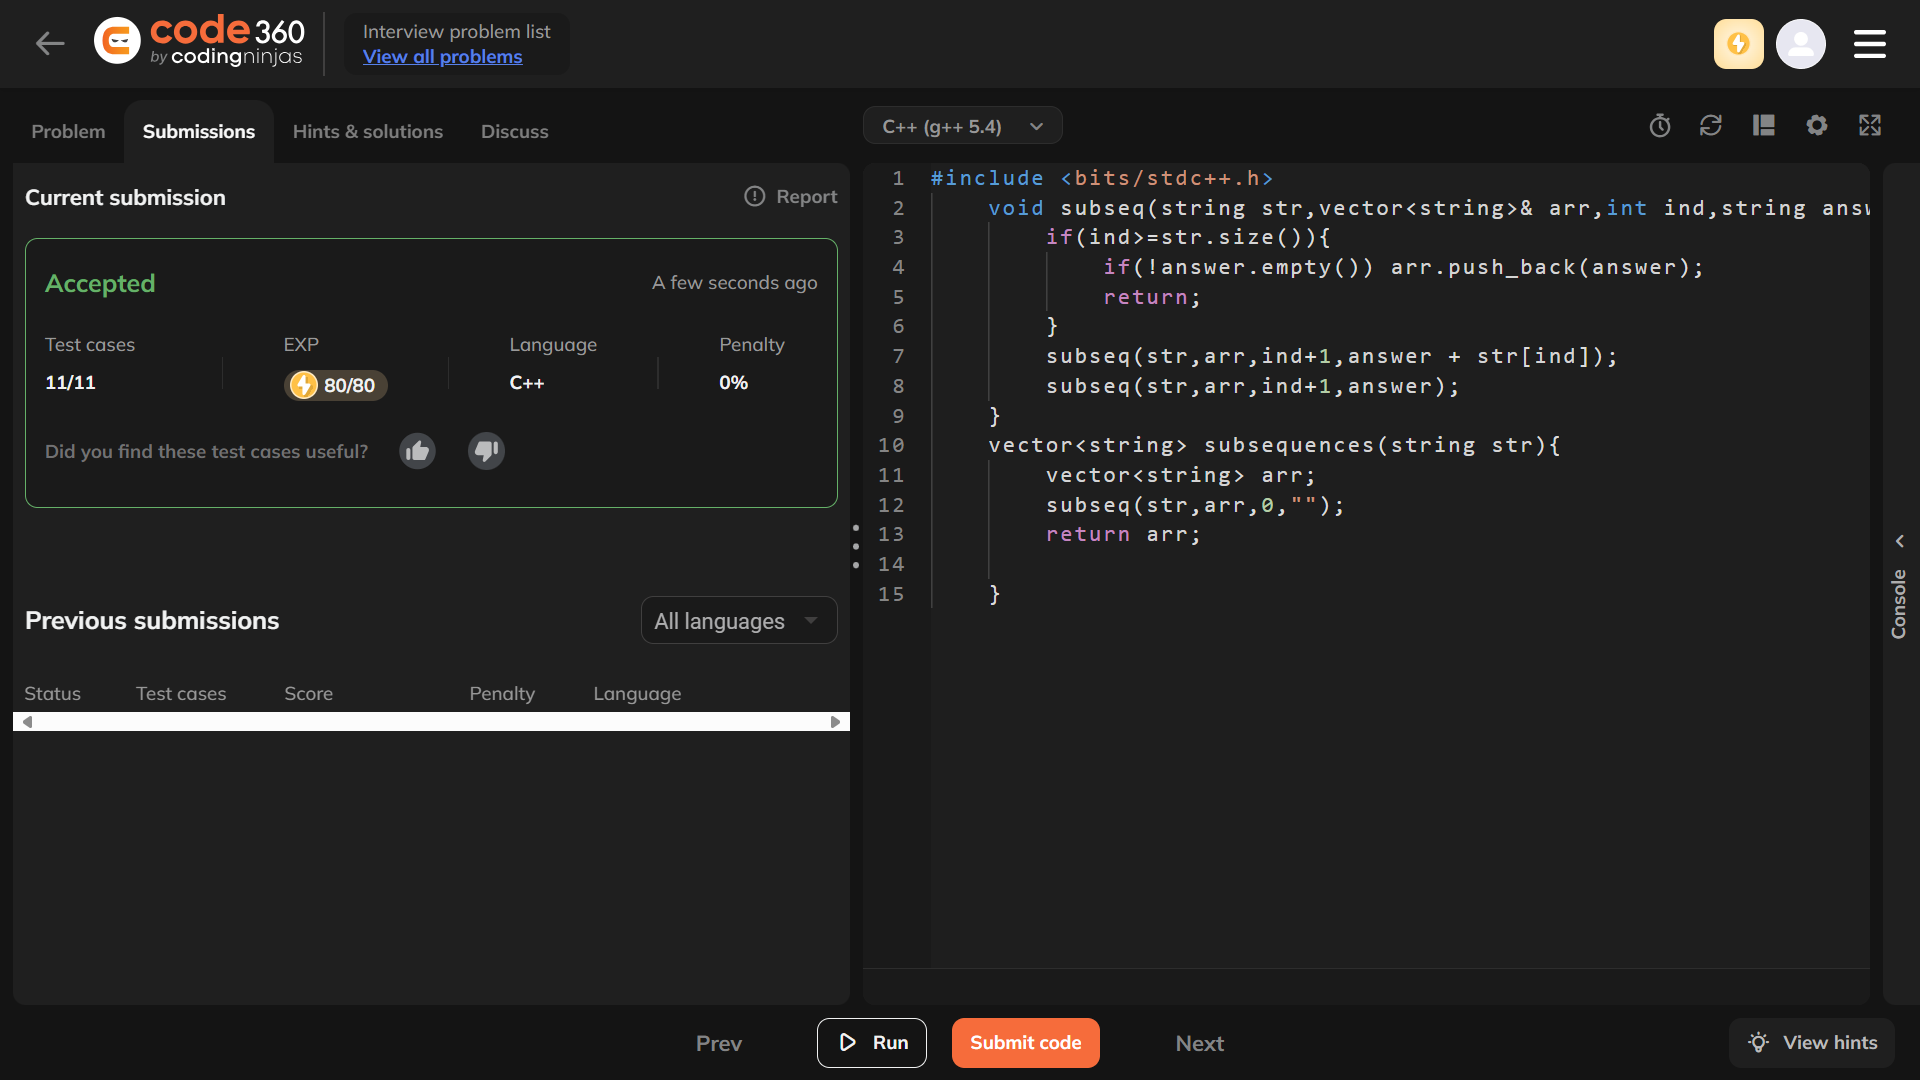 code 360
by codingninjas
Interview problem list
View all problems
Problem
Submissions
Hints & solutions
Discuss
C++ (g++ 5.4)
Current submission
Report
Accepted
A few seconds ago
Test cases
EXP
Language
Penalty
11/11
80/80
C++
0%
Did you find these test cases useful?
Previous submissions
All languages
Status
Test cases
Score
Penalty
Language
1 #include <bits/stdc++.h>
2 void subseq(string str,vector<string>& arr,int ind,string answ
3 if(ind>=str.size()){
4 if(!answer.empty()) arr.push_back(answer);
5 return;
6 }
7 subseq(str,arr,ind+1,answer + str[ind]);
8 subseq(str,arr,ind+1,answer);
9 }
10 vector<string> subsequences(string str){
11 vector<string> arr;
12 subseq(str,arr,0,"");
13 return arr;
14
15 }
Console
Prev
Run
Submit code
Next
View hints